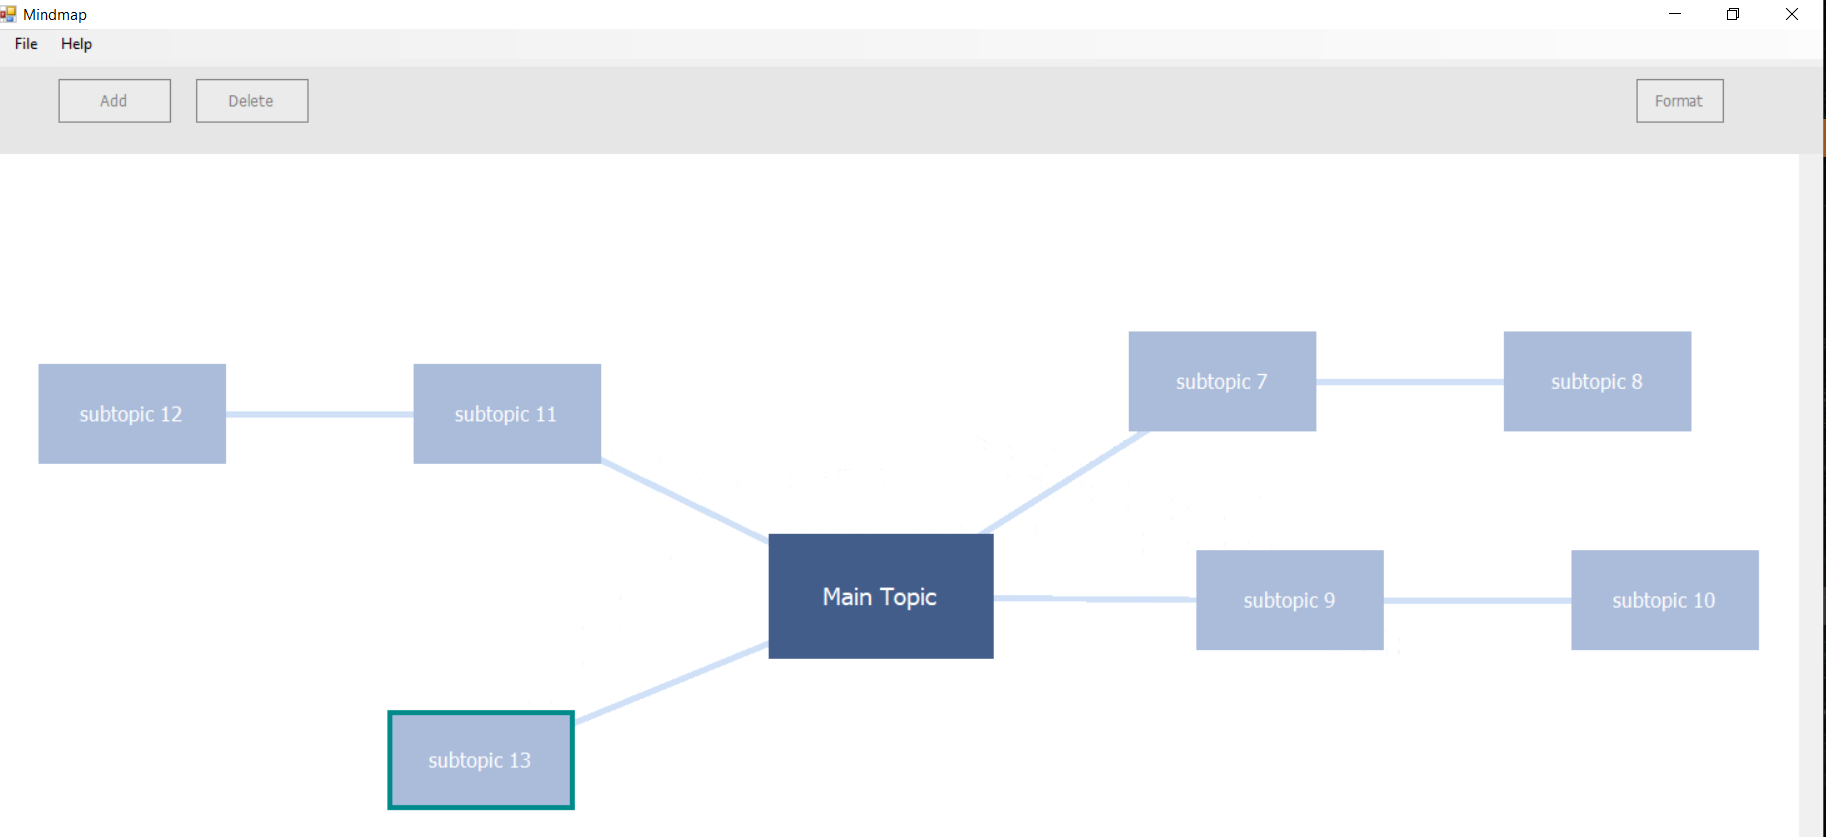 Mindmap
File Help
Add Delete Format
subtopic 7 subtopic 8
subtopic 12 subtopic 11
Main Topic
subtopic 9 subtopic 10
subtopic 13